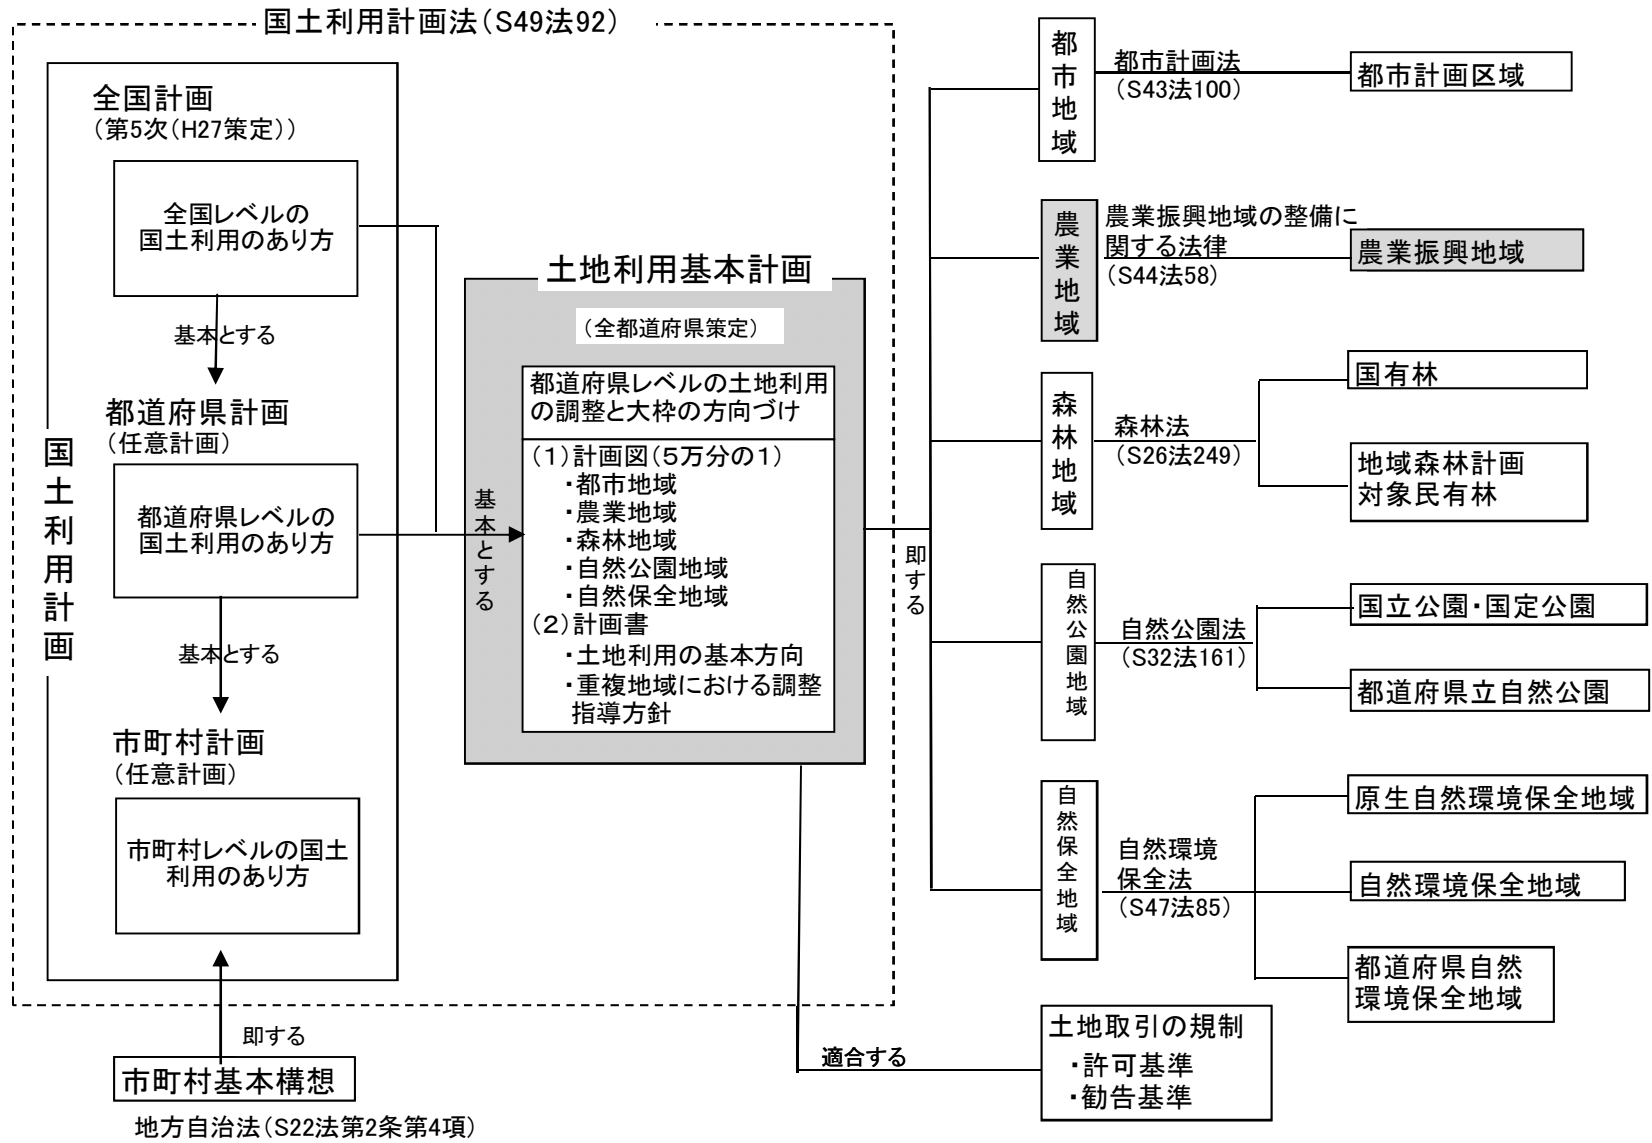 国土利用計画法（S49法92）
国土利用計画
全国計画
（第5次（H27策定））
全国レベルの
国土利用のあり方
基本とする
都道府県計画
（任意計画）
都道府県レベルの
国土利用のあり方
基本とする
市町村計画
（任意計画）
市町村レベルの国土
利用のあり方
即する
市町村基本構想
地方自治法（S22法第2条第4項）
基本とする
土地利用基本計画
（全都道府県策定）
都道府県レベルの土地利用
の調整と大枠の方向づけ
（１）計画図（５万分の１）
・都市地域
・農業地域
・森林地域
・自然公園地域
・自然保全地域
（２）計画書
・土地利用の基本方向
・重複地域における調整
指導方針
即する
適合する
都市地域
都市計画法
（S43法100）
都市計画区域
農業地域
農業振興地域の整備に
関する法律
（S44法58）
農業振興地域
森林地域
森林法
（S26法249）
国有林
地域森林計画
対象民有林
自然公園地域
自然公園法
（S32法161）
国立公園・国定公園
都道府県立自然公園
自然保全地域
自然環境
保全法
（S47法85）
原生自然環境保全地域
自然環境保全地域
都道府県自然
環境保全地域
土地取引の規制
・許可基準
・勧告基準